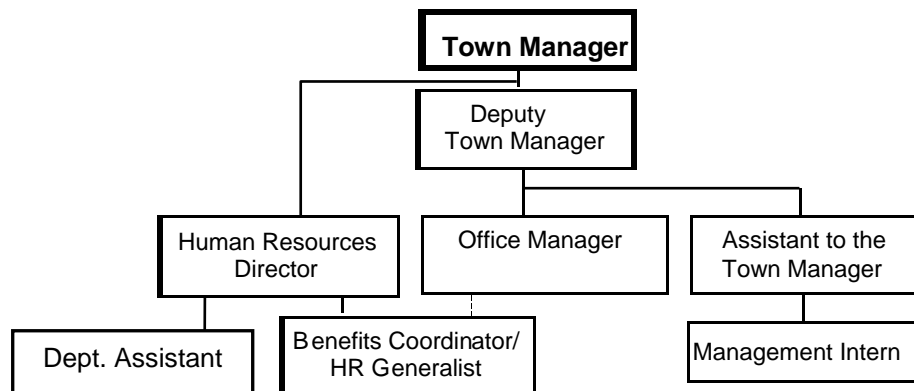 Town Manager
Deputy
Town Manager
Human Resources
Director
Office Manager
Assistant to the
Town Manager
Dept. Assistant
Benefits Coordinator/
HR Generalist
Management Intern